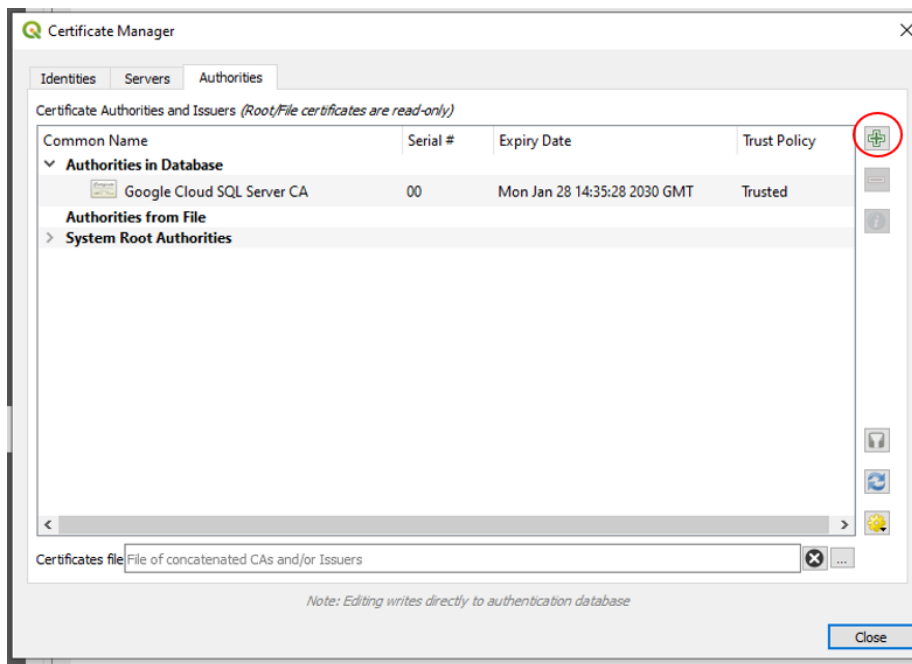 Certificate Manager
Identities Servers Authorities
Certificate Authorities and Issuers (Root/File certificates are read-only)
Common Name Serial # Expiry Date Trust Policy
Authorities in Database
Google Cloud SQL Server CA 00 Mon Jan 28 14:35:28 2030 GMT Trusted
Authorities from File
System Root Authorities
Certificates file File of concatenated CAs and/or Issuers ...
Note: Editing writes directly to authentication database
Close